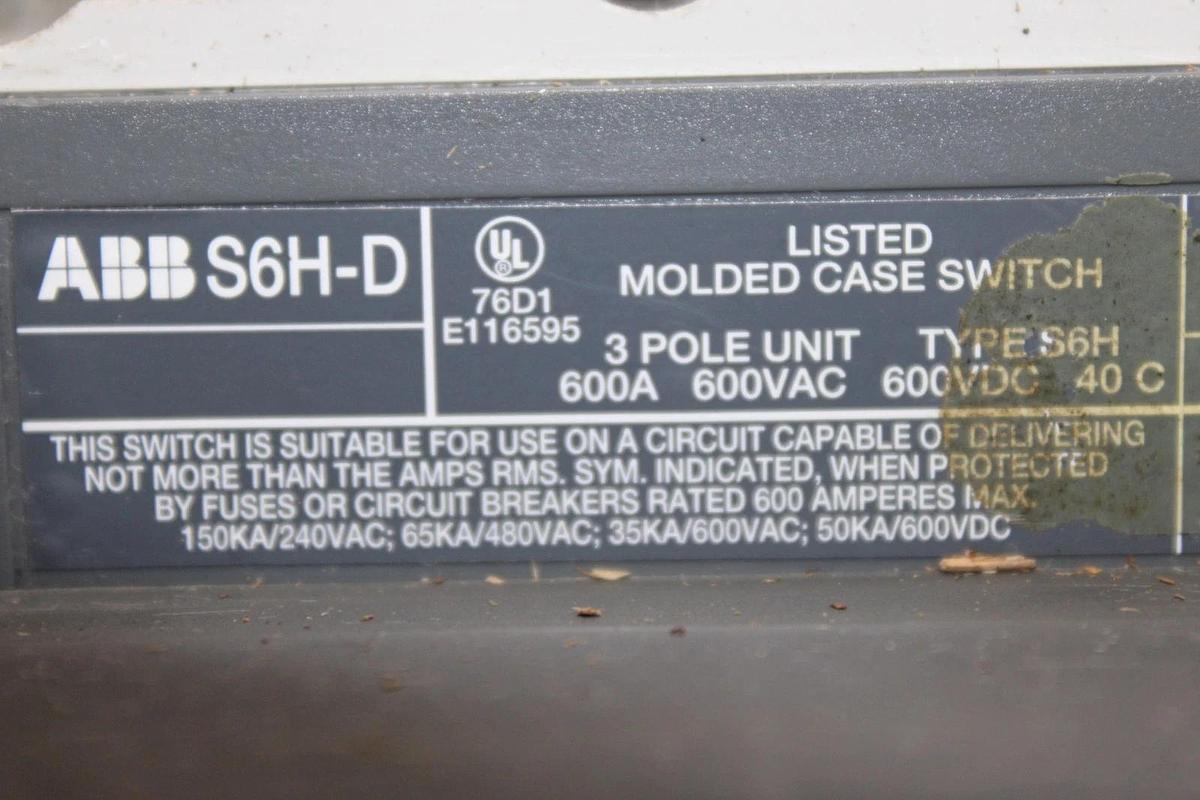 ABB S6H-D
UL ®
76D1
E116595
LISTED
MOLDED CASE SWITCH
3 POLE UNIT TYPE S6H
600A 600VAC 600VDC 40 C
THIS SWITCH IS SUITABLE FOR USE ON A CIRCUIT CAPABLE OF DELIVERING
NOT MORE THAN THE AMPS RMS. SYM. INDICATED, WHEN PROTECTED
BY FUSES OR CIRCUIT BREAKERS RATED 600 AMPERES MAX.
150KA/240VAC; 65KA/480VAC; 35KA/600VAC; 50KA/600VDC